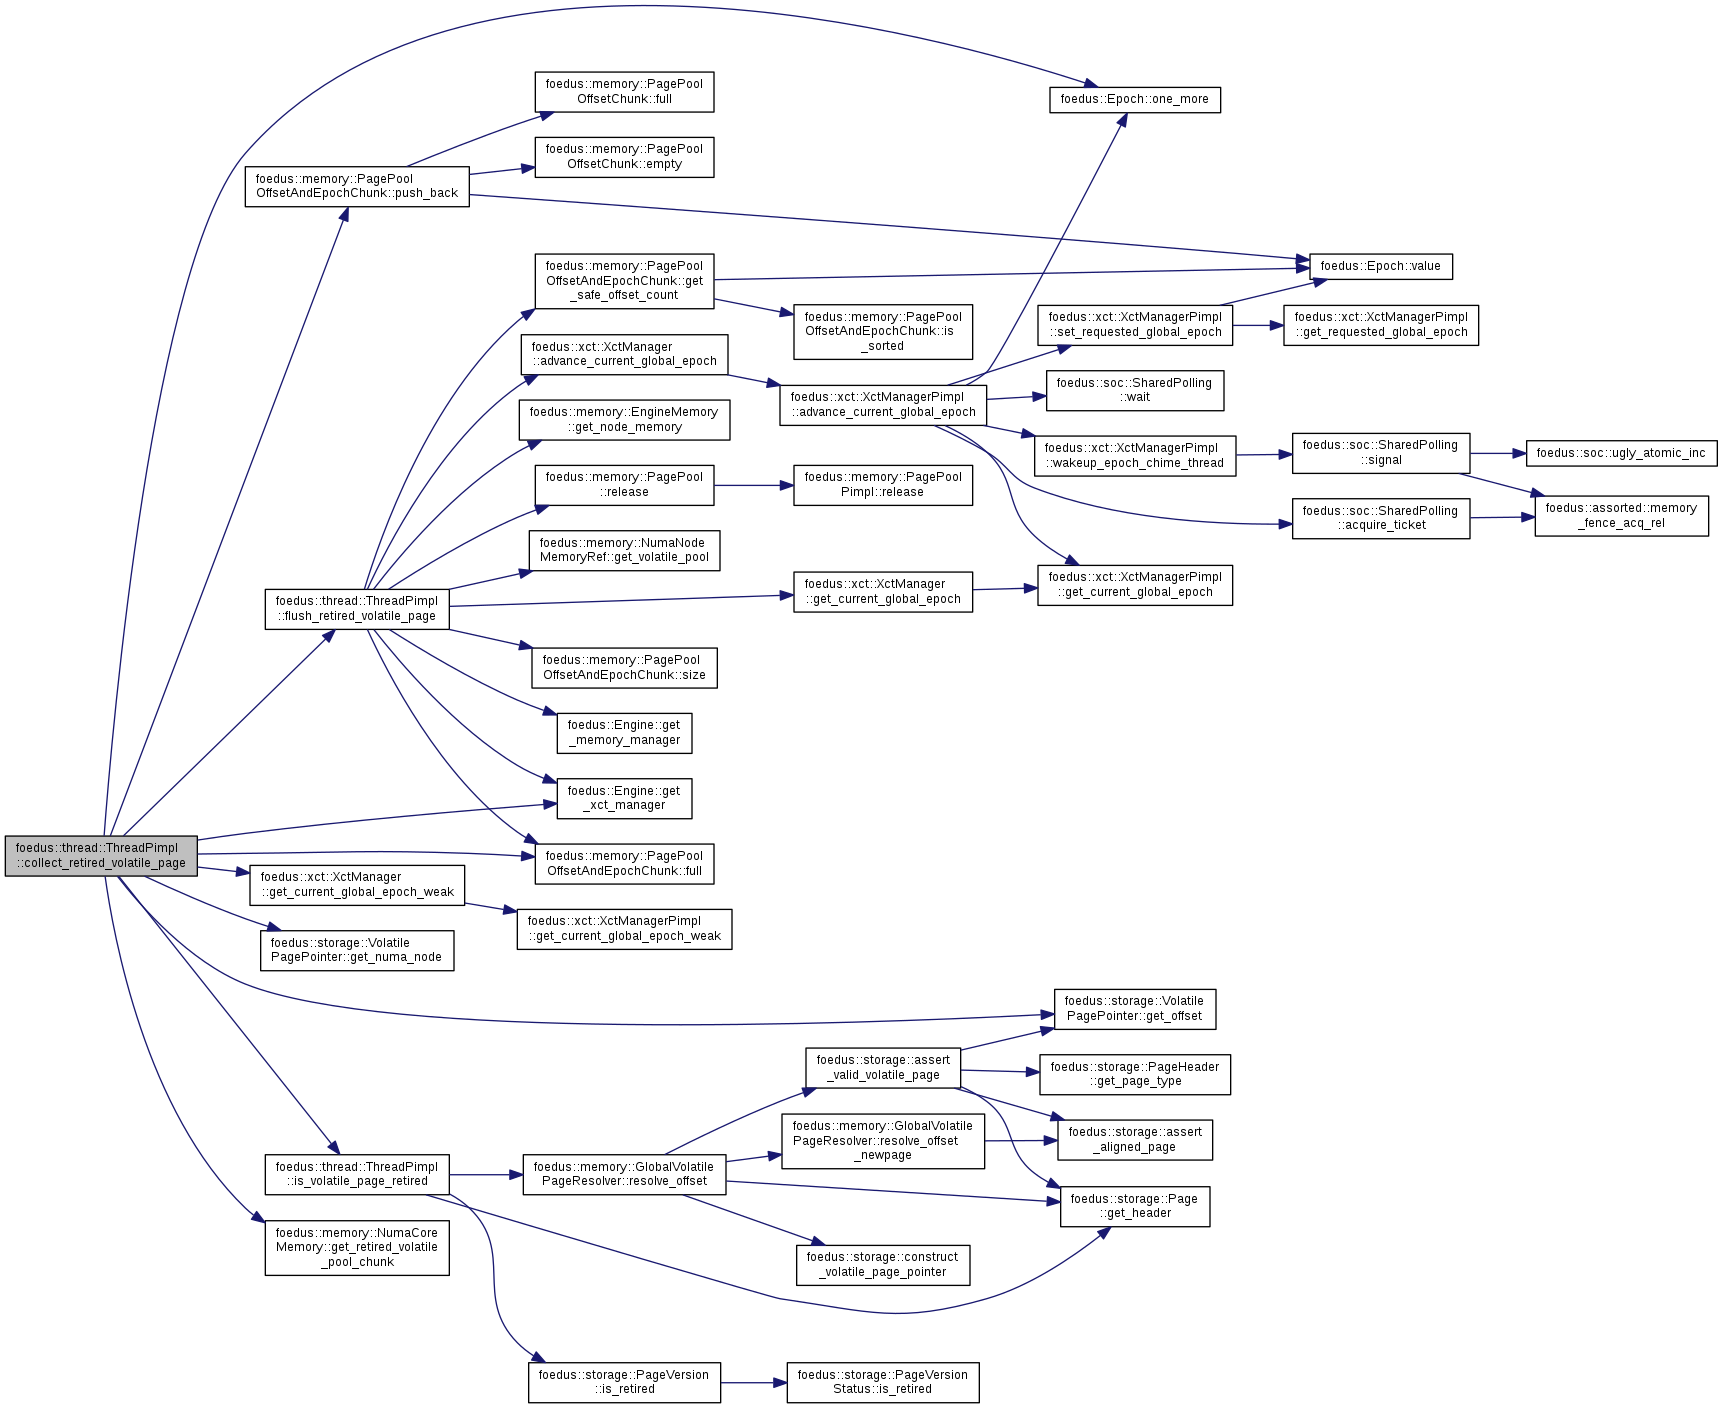 foedus::memory::PagePool
OffsetChunk::full
foedus::Epoch::one_more
foedus::memory::PagePool
OffsetChunk::empty
foedus::memory::PagePool
OffsetAndEpochChunk::push_back
foedus::memory::PagePool
OffsetAndEpochChunk::get
_safe_offset_count
foedus::Epoch::value
foedus::memory::PagePool
OffsetAndEpochChunk::is
_sorted
foedus::xct::XctManagerPimpl
::set_requested_global_epoch
foedus::xct::XctManagerPimpl
::get_requested_global_epoch
foedus::xct::XctManager
::advance_current_global_epoch
foedus::soc::SharedPolling
::wait
foedus::xct::XctManagerPimpl
::advance_current_global_epoch
foedus::memory::EngineMemory
::get_node_memory
foedus::xct::XctManagerPimpl
::wakeup_epoch_chime_thread
foedus::soc::SharedPolling
::signal
foedus::soc::ugly_atomic_inc
foedus::memory::PagePool
::release
foedus::memory::PagePool
Pimpl::release
foedus::soc::SharedPolling
::acquire_ticket
foedus::assorted::memory
_fence_acq_rel
foedus::memory::NumaNode
MemoryRef::get_volatile_pool
foedus::xct::XctManager
::get_current_global_epoch
foedus::xct::XctManagerPimpl
::get_current_global_epoch
foedus::thread::ThreadPimpl
::flush_retired_volatile_page
foedus::memory::PagePool
OffsetAndEpochChunk::size
foedus::Engine::get
_memory_manager
foedus::Engine::get
_xct_manager
foedus::thread::ThreadPimpl
::collect_retired_volatile_page
foedus::memory::PagePool
OffsetAndEpochChunk::full
foedus::xct::XctManager
::get_current_global_epoch_weak
foedus::xct::XctManagerPimpl
::get_current_global_epoch_weak
foedus::storage::Volatile
PagePointer::get_numa_node
foedus::storage::Volatile
PagePointer::get_offset
foedus::storage::assert
_valid_volatile_page
foedus::storage::PageHeader
::get_page_type
foedus::memory::GlobalVolatile
PageResolver::resolve_offset
_newpage
foedus::storage::assert
_aligned_page
foedus::thread::ThreadPimpl
::is_volatile_page_retired
foedus::memory::GlobalVolatile
PageResolver::resolve_offset
foedus::storage::Page
::get_header
foedus::memory::NumaCore
Memory::get_retired_volatile
_pool_chunk
foedus::storage::construct
_volatile_page_pointer
foedus::storage::PageVersion
::is_retired
foedus::storage::PageVersion
Status::is_retired